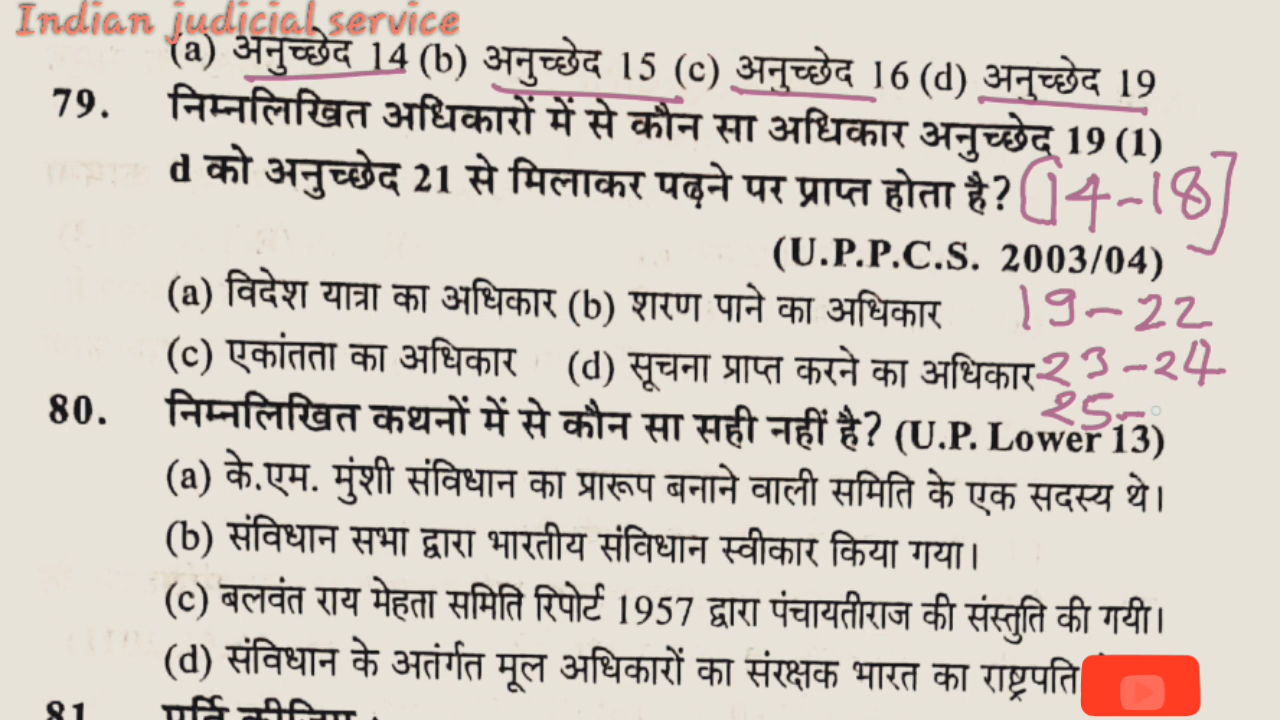 Indian judicial service
(a) अनुच्छेद 14 (b) अनुच्छेद 15 (c) अनुच्छेद 16 (d) अनुच्छेद 19
79. निम्नलिखित अधिकारों में से कौन सा अधिकार अनुच्छेद 19 (1)
d को अनुच्छेद 21 से मिलाकर पढ़ने पर प्राप्त होता है? [14-18]
(U.P.P.C.S. 2003/04)
(a) विदेश यात्रा का अधिकार (b) शरण पाने का अधिकार 19-22
(c) एकांतता का अधिकार (d) सूचना प्राप्त करने का अधिकार 23-24
25-
80. निम्नलिखित कथनों में से कौन सा सही नहीं है? (U.P. Lower 13)
(a) के.एम. मुंशी संविधान का प्रारूप बनाने वाली समिति के एक सदस्य थे।
(b) संविधान सभा द्वारा भारतीय संविधान स्वीकार किया गया।
(c) बलवंत राय मेहता समिति रिपोर्ट 1957 द्वारा पंचायतीराज की संस्तुति की गयी।
(d) संविधान के अतंर्गत मूल अधिकारों का संरक्षक भारत का राष्ट्रपति
81